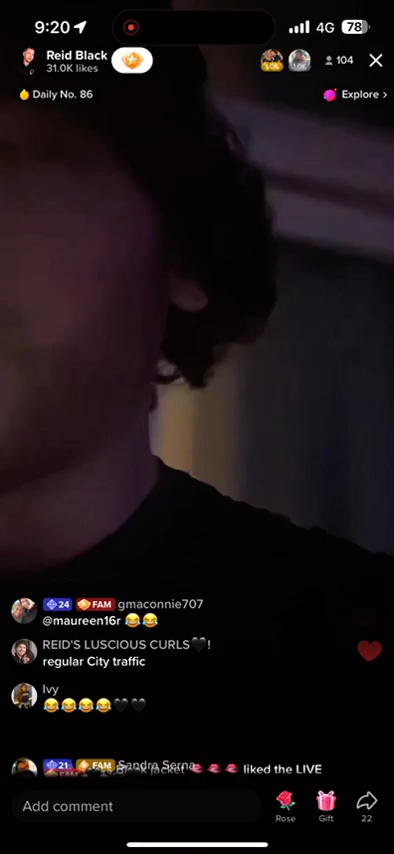 9:20
4G
78
Reid Black
31.0K likes
104
Daily No. 86
Explore >
24 FAM gmaconnie707
@maureen16r 😂😂
REID'S LUSCIOUS CURLS🖤!
regular City traffic
Ivy
😂😂😂😂🖤🖤
21 FAM Sandra Serna
jacket 💋💋💋 liked the LIVE
Add comment
Rose
Gift
22